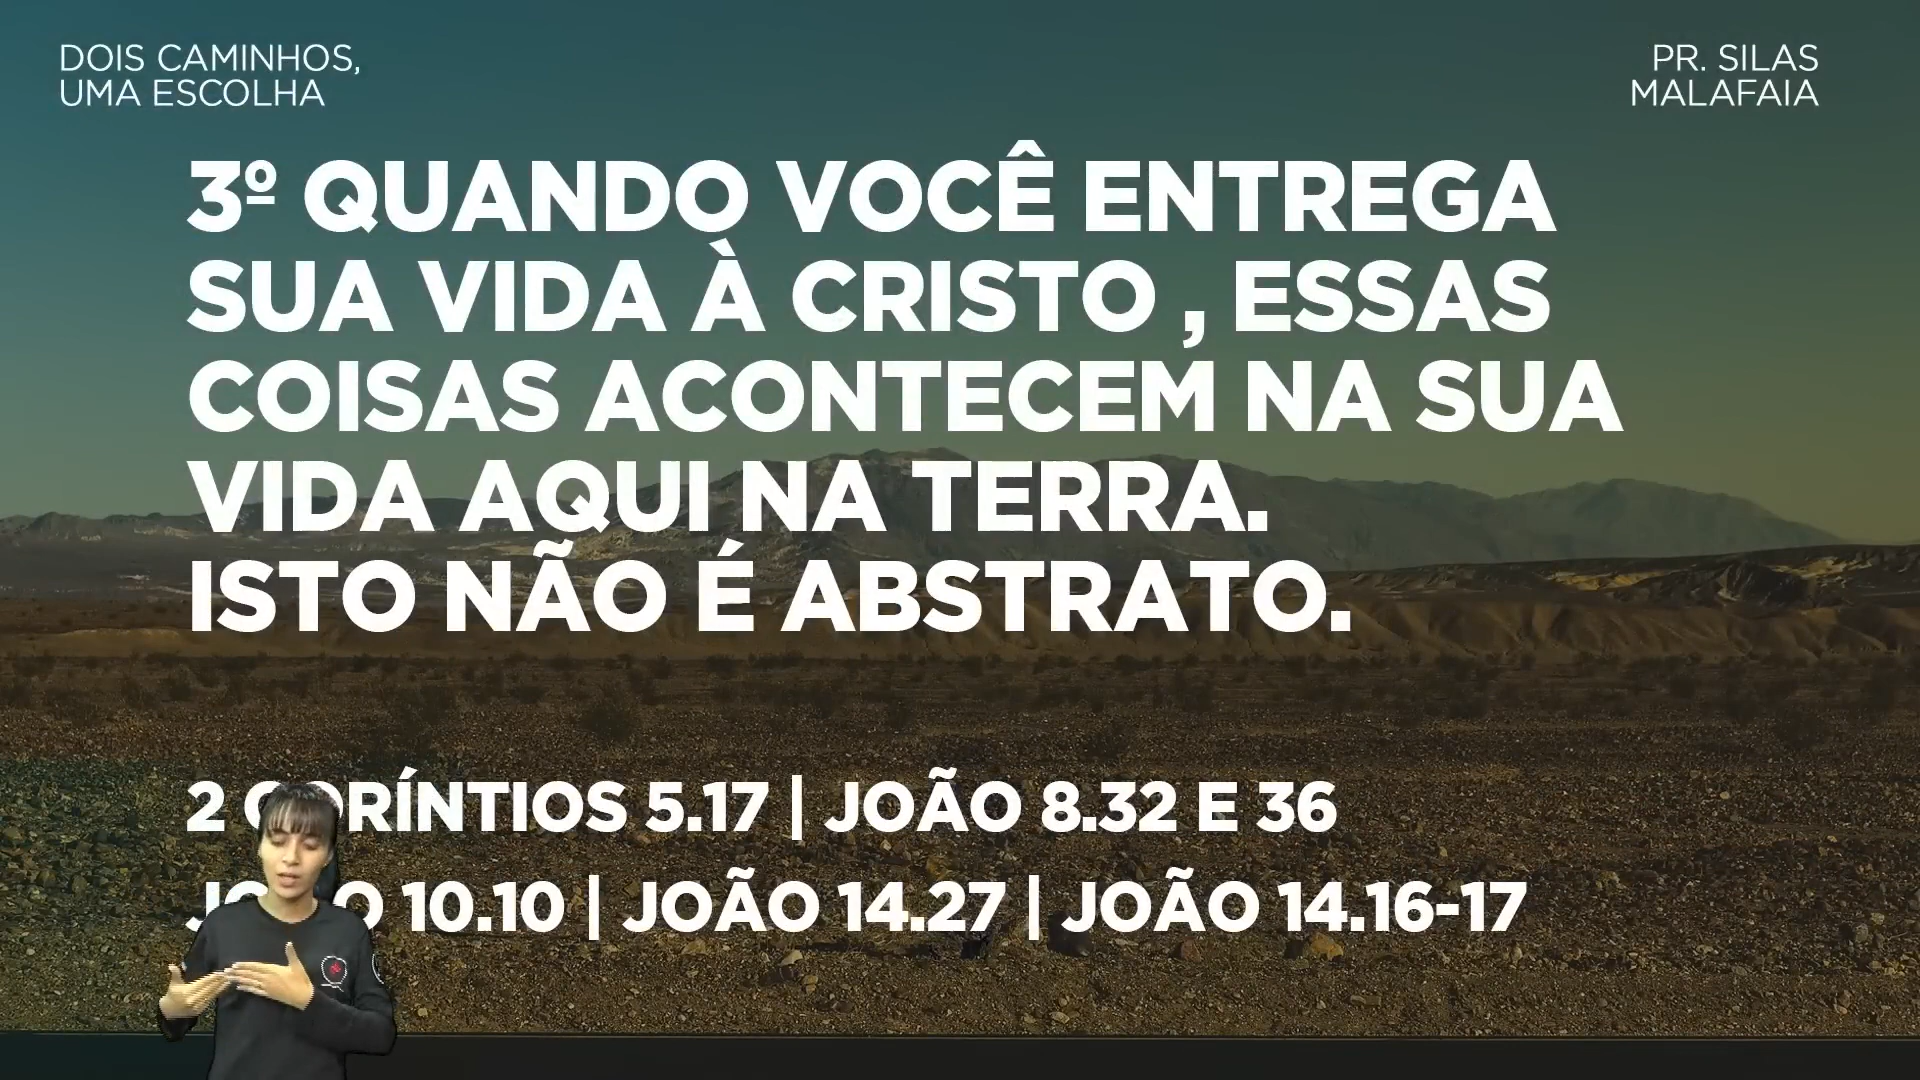 DOIS CAMINHOS,
UMA ESCOLHA
PR. SILAS
MALAFAIA
3º QUANDO VOCÊ ENTREGA
SUA VIDA À CRISTO , ESSAS
COISAS ACONTECEM NA SUA
VIDA AQUI NA TERRA.
ISTO NÃO É ABSTRATO.
2 CORÍNTIOS 5.17 | JOÃO 8.32 E 36
JOÃO 10.10 | JOÃO 14.27 | JOÃO 14.16-17